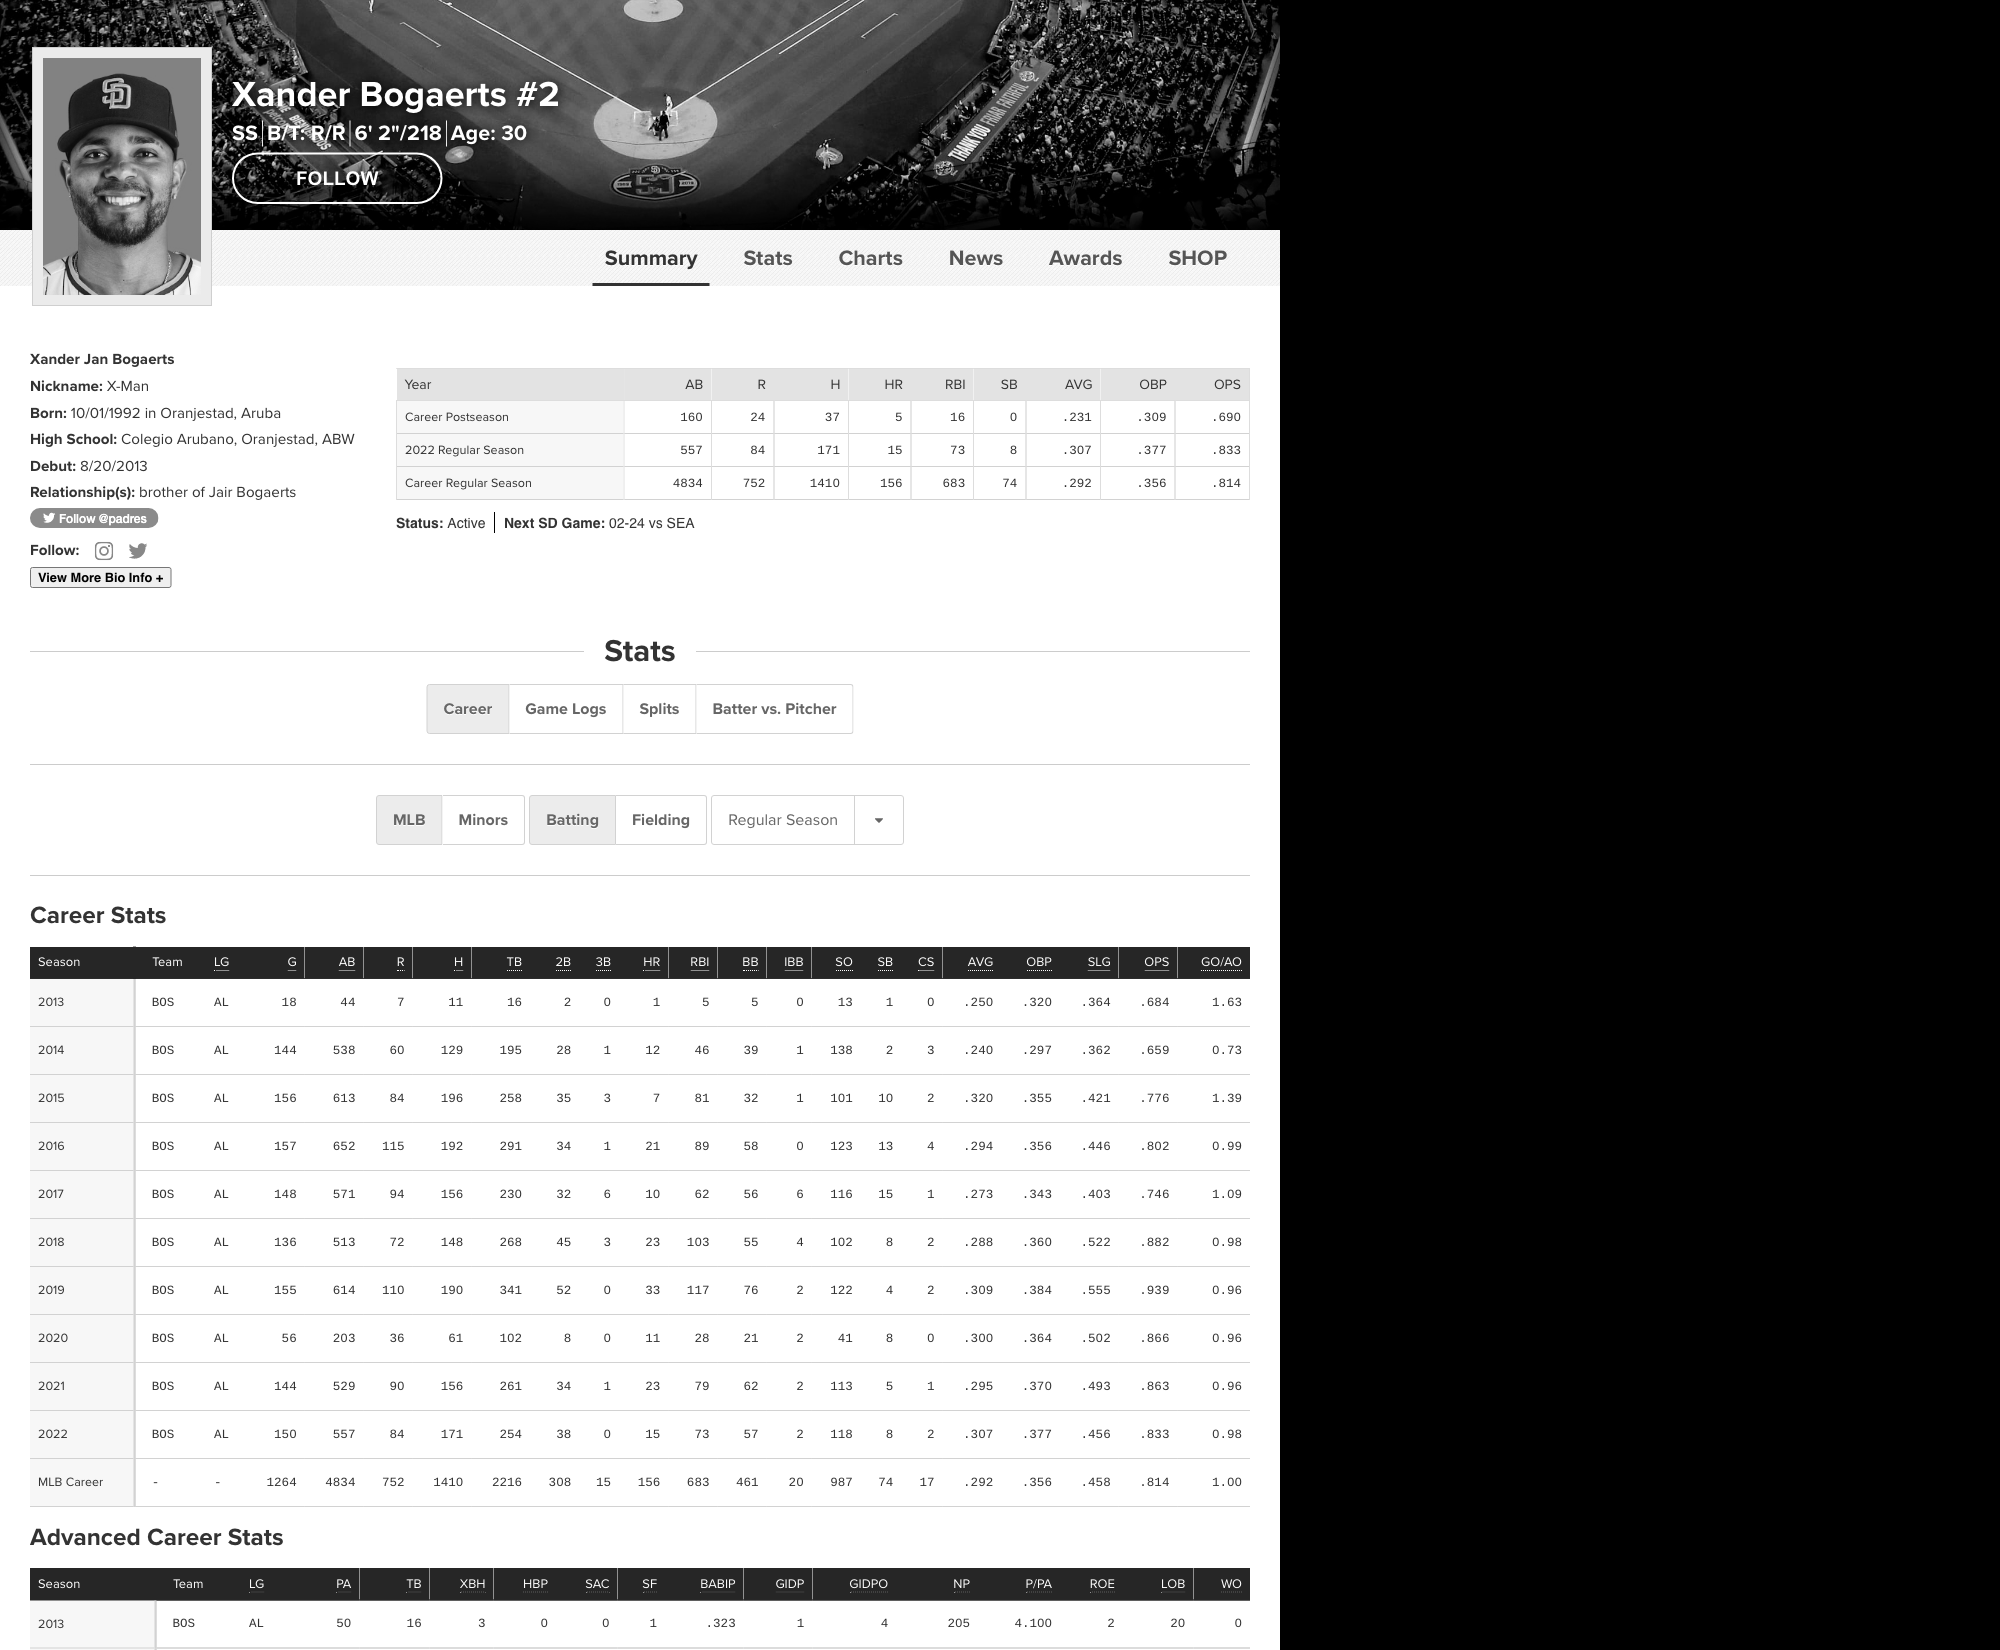 Xander Bogaerts #2
SS B/T: R/R 6' 2"/218 Age: 30
FOLLOW
THANK YOU FRIAR FAITHFUL
Summary Stats Charts News Awards SHOP
Xander Jan Bogaerts
Nickname: X-Man
Born: 10/01/1992 in Oranjestad, Aruba
High School: Colegio Arubano, Oranjestad, ABW
Debut: 8/20/2013
Relationship(s): brother of Jair Bogaerts
Follow @padres
Follow:
View More Bio Info +
Year AB R H HR RBI SB AVG OBP OPS
Career Postseason 160 24 37 5 16 0 .231 .309 .690
2022 Regular Season 557 84 171 15 73 8 .307 .377 .833
Career Regular Season 4834 752 1410 156 683 74 .292 .356 .814
Status: Active Next SD Game: 02-24 vs SEA
Stats
Career Game Logs Splits Batter vs. Pitcher
MLB Minors Batting Fielding Regular Season
Career Stats
Season Team LG G AB R H TB 2B 3B HR RBI BB IBB SO SB CS AVG OBP SLG OPS GO/AO
2013 BOS AL 18 44 7 11 16 2 0 1 5 5 0 13 1 0 .250 .320 .364 .684 1.63
2014 BOS AL 144 538 60 129 195 28 1 12 46 39 1 138 2 3 .240 .297 .362 .659 0.73
2015 BOS AL 156 613 84 196 258 35 3 7 81 32 1 101 10 2 .320 .355 .421 .776 1.39
2016 BOS AL 157 652 115 192 291 34 1 21 89 58 0 123 13 4 .294 .356 .446 .802 0.99
2017 BOS AL 148 571 94 156 230 32 6 10 62 56 6 116 15 1 .273 .343 .403 .746 1.09
2018 BOS AL 136 513 72 148 268 45 3 23 103 55 4 102 8 2 .288 .360 .522 .882 0.98
2019 BOS AL 155 614 110 190 341 52 0 33 117 76 2 122 4 2 .309 .384 .555 .939 0.96
2020 BOS AL 56 203 36 61 102 8 0 11 28 21 2 41 8 0 .300 .364 .502 .866 0.96
2021 BOS AL 144 529 90 156 261 34 1 23 79 62 2 113 5 1 .295 .370 .493 .863 0.96
2022 BOS AL 150 557 84 171 254 38 0 15 73 57 2 118 8 2 .307 .377 .456 .833 0.98
MLB Career - - 1264 4834 752 1410 2216 308 15 156 683 461 20 987 74 17 .292 .356 .458 .814 1.00
Advanced Career Stats
Season Team LG PA TB XBH HBP SAC SF BABIP GIDP GIDPO NP P/PA ROE LOB WO
2013 BOS AL 50 16 3 0 0 1 .323 1 4 205 4.100 2 20 0